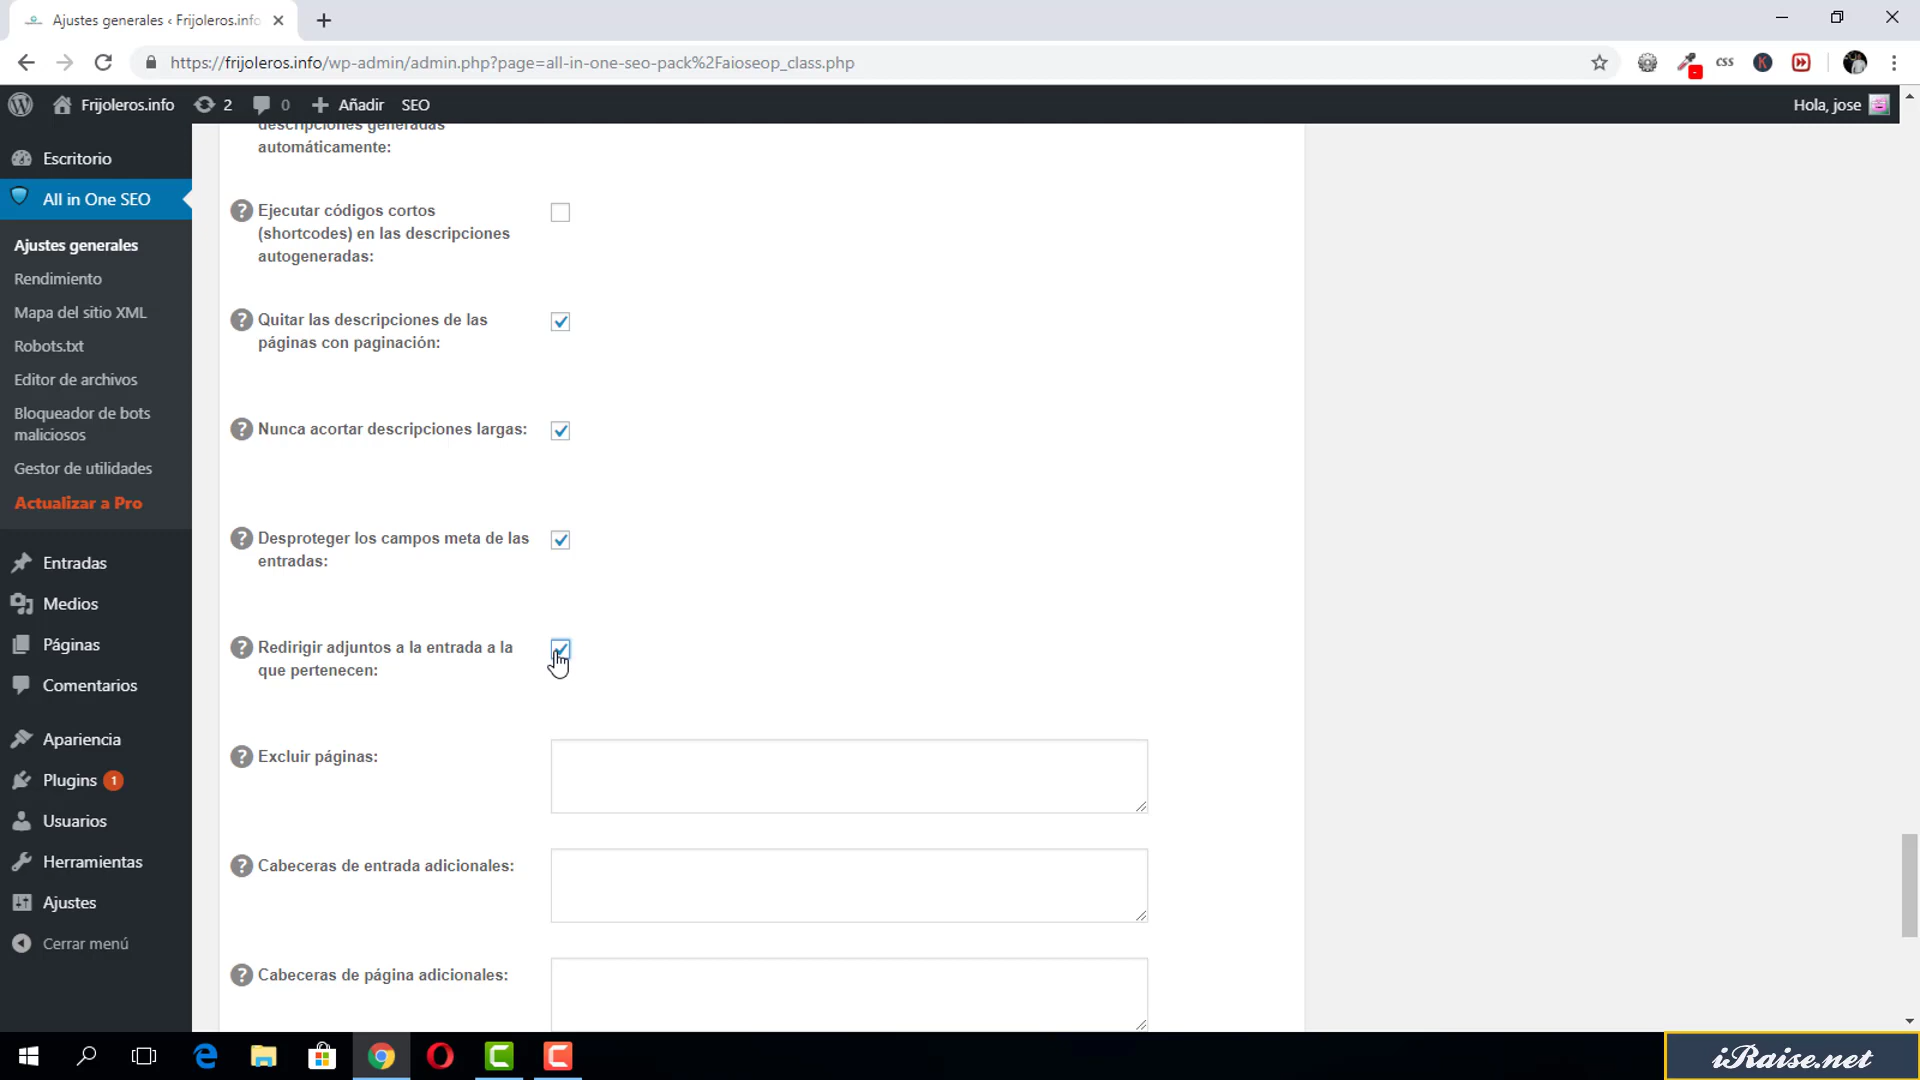 Ajustes generales ‹ Frijoleros.info
https://frijoleros.info/wp-admin/admin.php?page=all-in-one-seo-pack%2Faioseop_class.php
CSS
K
Frijoleros.info 2 0 Añadir SEO Hola, jose
Escritorio
All in One SEO
Ajustes generales
Rendimiento
Mapa del sitio XML
Robots.txt
Editor de archivos
Bloqueador de bots
maliciosos
Gestor de utilidades
Actualizar a Pro
Entradas
Medios
Páginas
Comentarios
Apariencia
Plugins 1
Usuarios
Herramientas
Ajustes
Cerrar menú
descripciones generadas
automáticamente:
Ejecutar códigos cortos
(shortcodes) en las descripciones
autogeneradas:
Quitar las descripciones de las
páginas con paginación:
Nunca acortar descripciones largas:
Desproteger los campos meta de las
entradas:
Redirigir adjuntos a la entrada a la
que pertenecen:
Excluir páginas:
Cabeceras de entrada adicionales:
Cabeceras de página adicionales:
iRaise.net